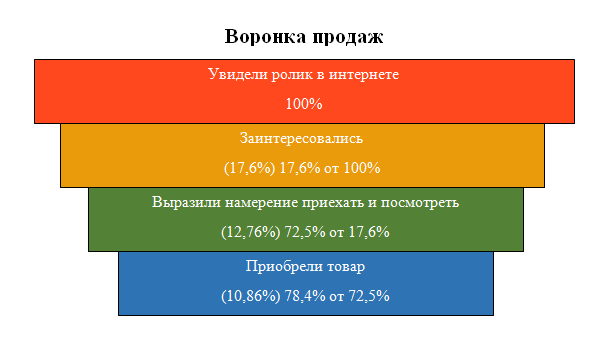 Воронка продаж
Увидели ролик в интернете
100%
Заинтересовались
(17,6%) 17,6% от 100%
Выразили намерение приехать и посмотреть
(12,76%) 72,5% от 17,6%
Приобрели товар
(10,86%) 78,4% от 72,5%